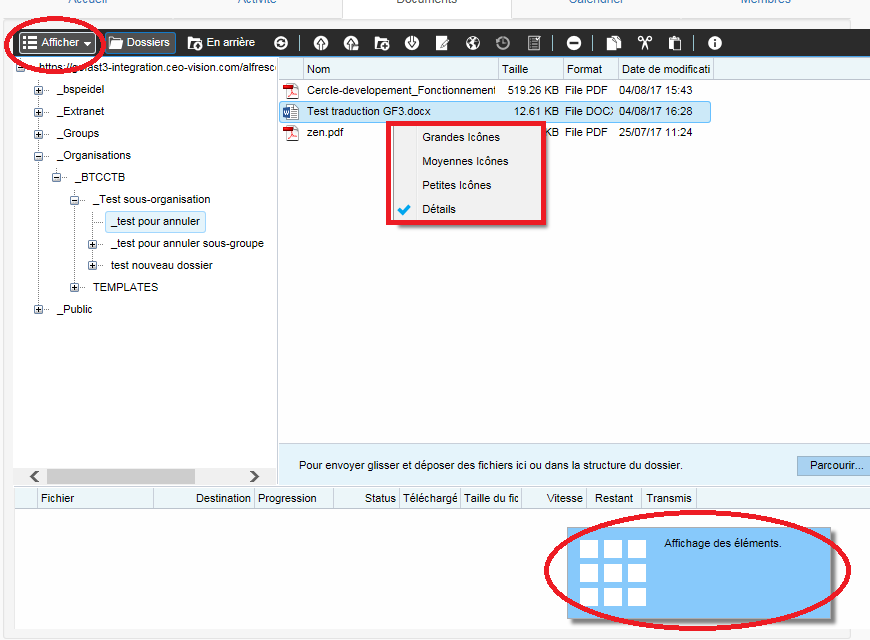 Accueil Activité Documents Calendrier Membres
Afficher Dossiers En arrière
https://gofast3-integration.ceo-vision.com/alfresc
_bspeidel
_Extranet
_Groups
_Organisations
_BTCCTB
_Test sous-organisation
_test pour annuler
_test pour annuler sous-groupe
test nouveau dossier
TEMPLATES
_Public
Nom Taille Format Date de modificati
Cercle-developement_Fonctionnement 519.26 KB File PDF 04/08/17 15:43
Test traduction GF3.docx 12.61 KB File DOCX 04/08/17 16:28
zen.pdf KB File PDF 25/07/17 11:24
Grandes Icônes
Moyennes Icônes
Petites Icônes
Détails
Pour envoyer glisser et déposer des fichiers ici ou dans la structure du dossier. Parcourir...
Fichier Destination Progression Status Téléchargé Taille du fic Vitesse Restant Transmis
Affichage des éléments.